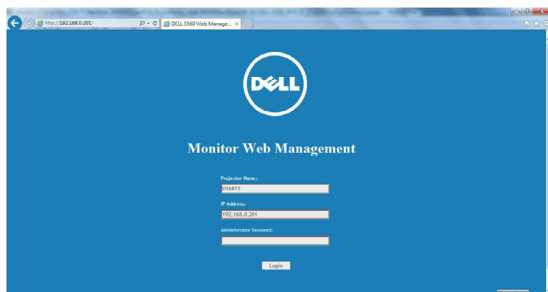 http://192.168.0.201/
DELL S560 Web Manage...
DELL
Monitor Web Management
Projector Name:
D16815
IP Address:
192.168.0.201
Administrator Password:
Login